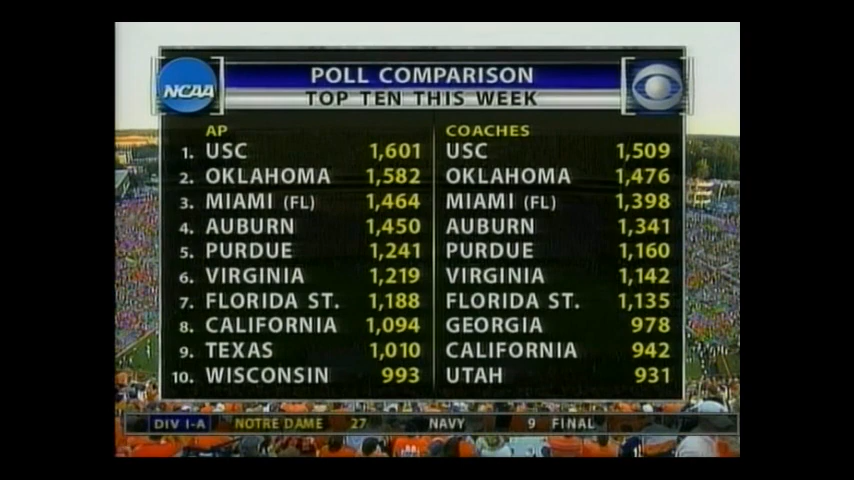 NCAA
POLL COMPARISON
TOP TEN THIS WEEK
AP COACHES
1. USC 1,601 USC 1,509
2. OKLAHOMA 1,582 OKLAHOMA 1,476
3. MIAMI (FL) 1,464 MIAMI (FL) 1,398
4. AUBURN 1,450 AUBURN 1,341
5. PURDUE 1,241 PURDUE 1,160
6. VIRGINIA 1,219 VIRGINIA 1,142
7. FLORIDA ST. 1,188 FLORIDA ST. 1,135
8. CALIFORNIA 1,094 GEORGIA 978
9. TEXAS 1,010 CALIFORNIA 942
10. WISCONSIN 993 UTAH 931
DIV I-A NOTRE DAME 27 NAVY 9 FINAL